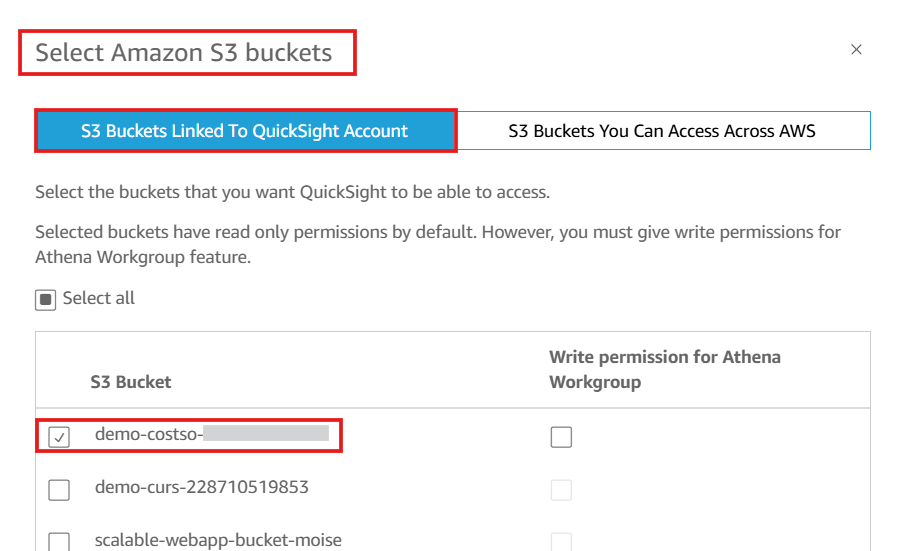 Select Amazon S3 buckets
S3 Buckets Linked To QuickSight Account
S3 Buckets You Can Access Across AWS
Select the buckets that you want QuickSight to be able to access.
Selected buckets have read only permissions by default. However, you must give write permissions for
Athena Workgroup feature.
Select all
S3 Bucket
Write permission for Athena
Workgroup
demo-costso-
demo-curs-228710519853
scalable-webapp-bucket-moise